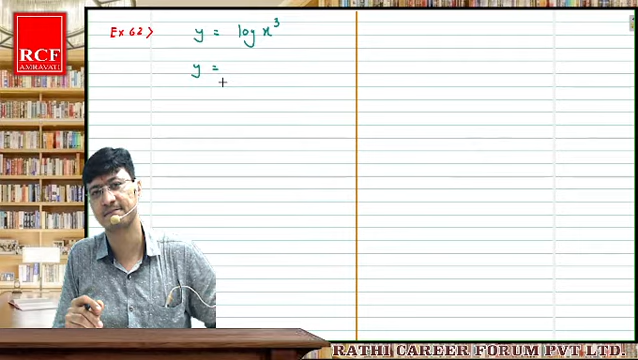 RCF
AMRAVATI
Ex 62> y = log x³
y =
RATHI CAREER FORUM PVT LTD.